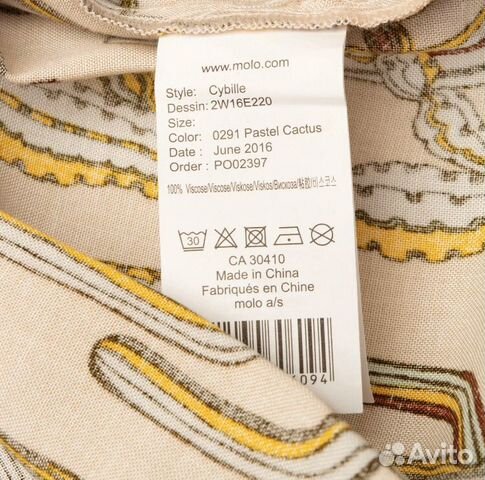 www.molo.com
Style: Cybille
Dessin: 2W16E220
Size:
Color: 0291 Pastel Cactus
Date : June 2016
Order : PO02397
100% Viscose/Viscose/Viskose/Viskos/Вискоза/粘胶/비스코스
30
CA 30410
Made in China
Fabriqués en Chine
molo a/s
4094
Avito